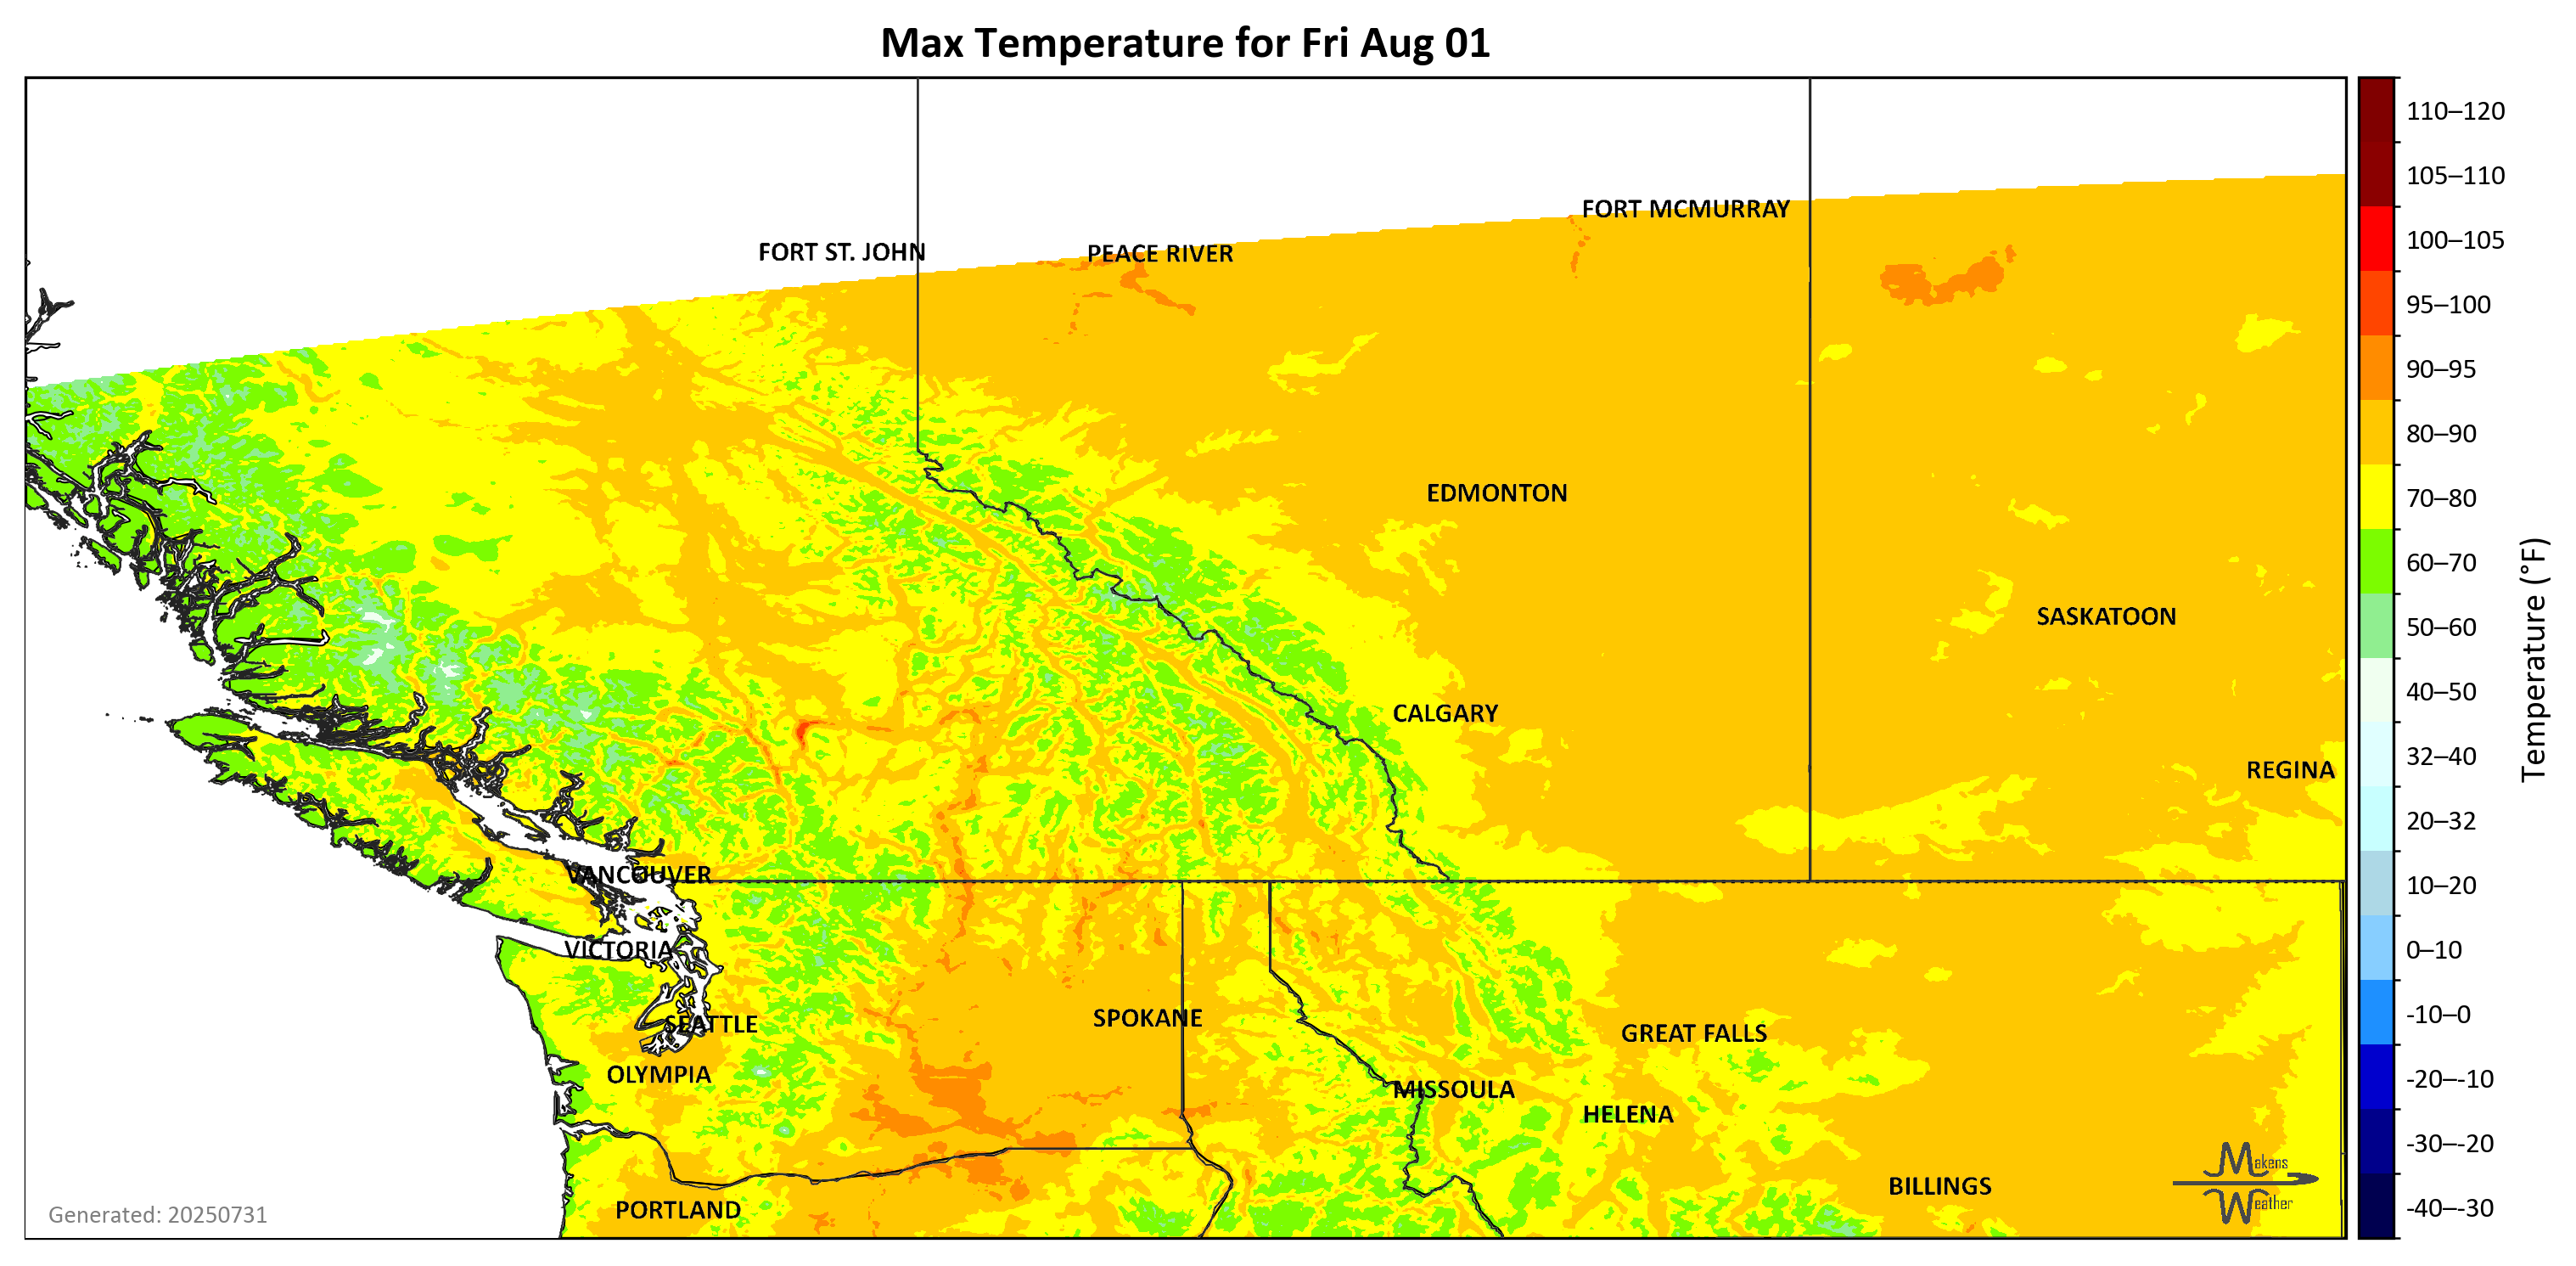 Max Temperature for Fri Aug 01
110–120
105–110
FORT MCMURRAY
100–105
FORT ST. JOHN
PEACE RIVER
95–100
90–95
80–90
EDMONTON
70–80
60–70
SASKATOON
50–60
Temperature (°F)
40–50
CALGARY
32–40
REGINA
20–32
VANCOUVER
10–20
VICTORIA
0–10
SEATTLE
SPOKANE
GREAT FALLS
-10–0
OLYMPIA
MISSOULA
-20–-10
HELENA
-30–-20
Makens
Weather
BILLINGS
PORTLAND
-40–-30
Generated: 20250731